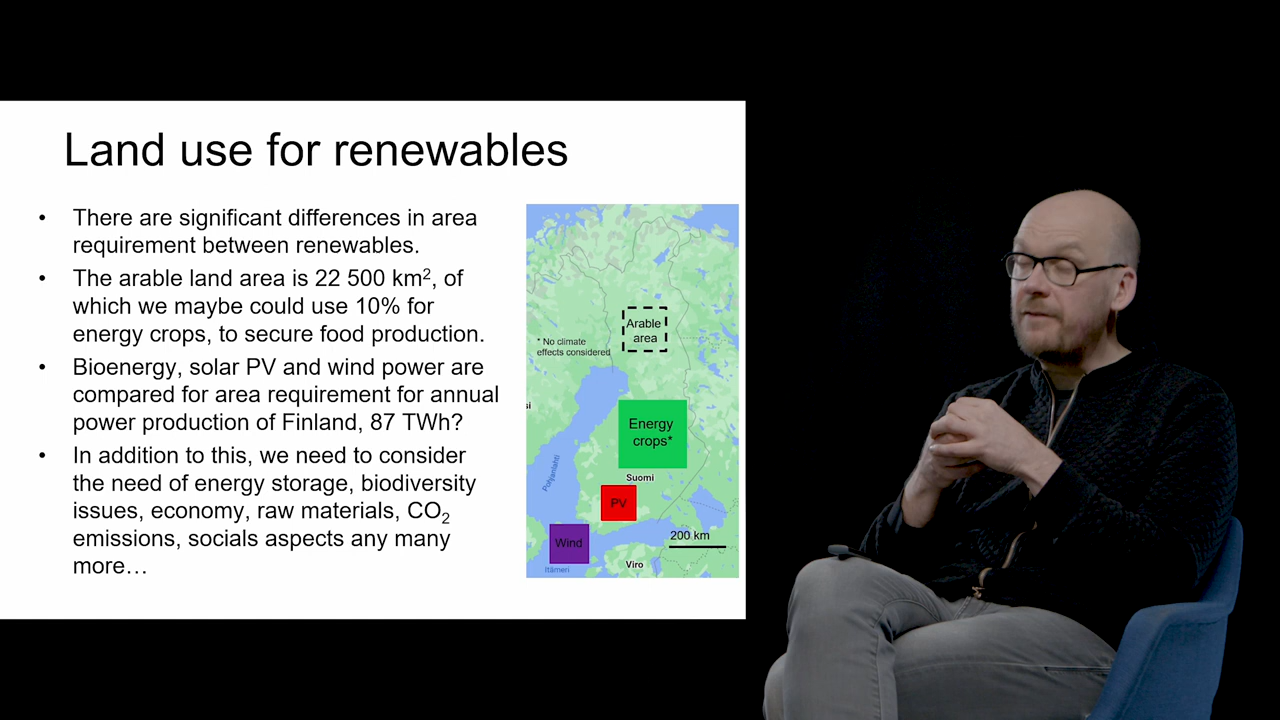 Land use for renewables
• There are significant differences in area
requirement between renewables.
• The arable land area is 22 500 km², of
which we maybe could use 10% for
energy crops, to secure food production.
• Bioenergy, solar PV and wind power are
compared for area requirement for annual
power production of Finland, 87 TWh?
• In addition to this, we need to consider
the need of energy storage, biodiversity
issues, economy, raw materials, CO₂
emissions, socials aspects any many
more…
Arable
area
* No climate
effects considered
si
Energy
crops*
Pohjanlahti
Suomi
PV
200 km
Wind
Itämeri
Viro